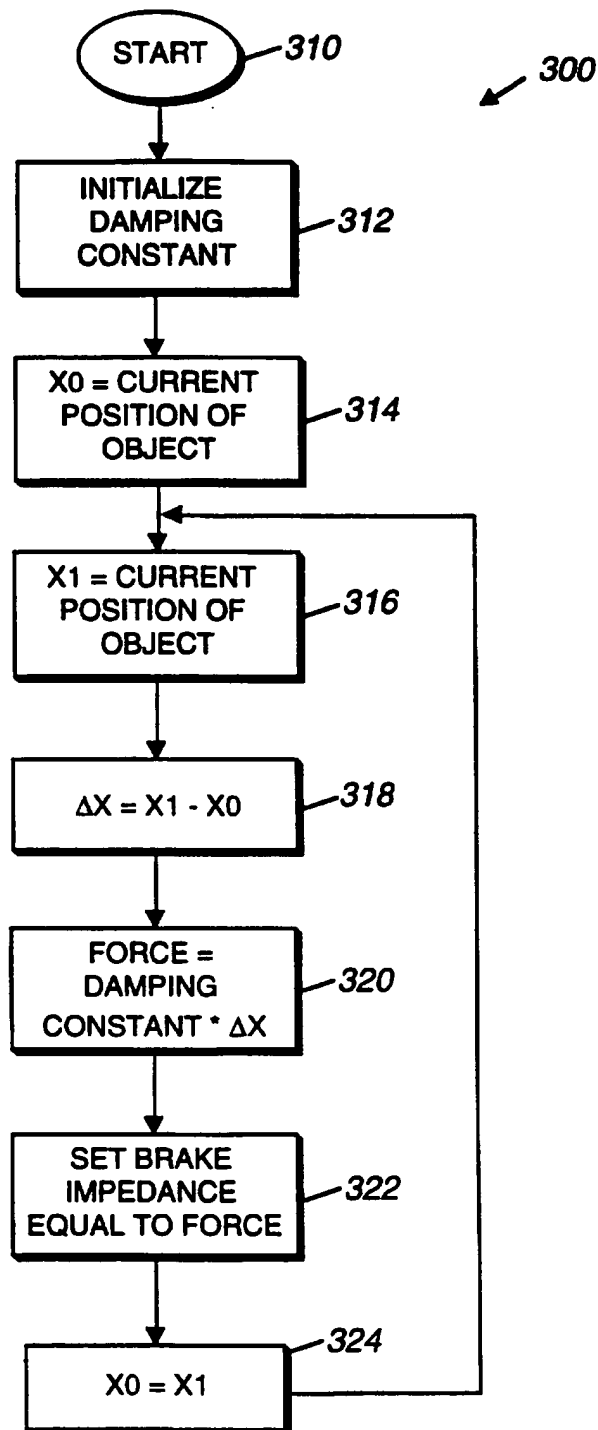 START
310
300
INITIALIZE
DAMPING
CONSTANT
312
X0 = CURRENT
POSITION OF
OBJECT
314
X1 = CURRENT
POSITION OF
OBJECT
316
ΔX = X1 - X0
318
FORCE =
DAMPING
CONSTANT * ΔX
320
SET BRAKE
IMPEDANCE
EQUAL TO FORCE
322
324
X0 = X1